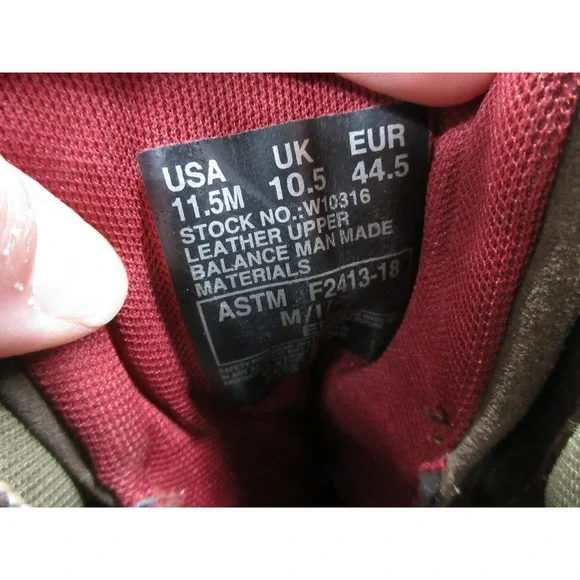 USA UK EUR
11.5M 10.5 44.5
STOCK NO.:W10316
LEATHER UPPER
BALANCE MAN MADE
MATERIALS
ASTM F2413-18
M/I/